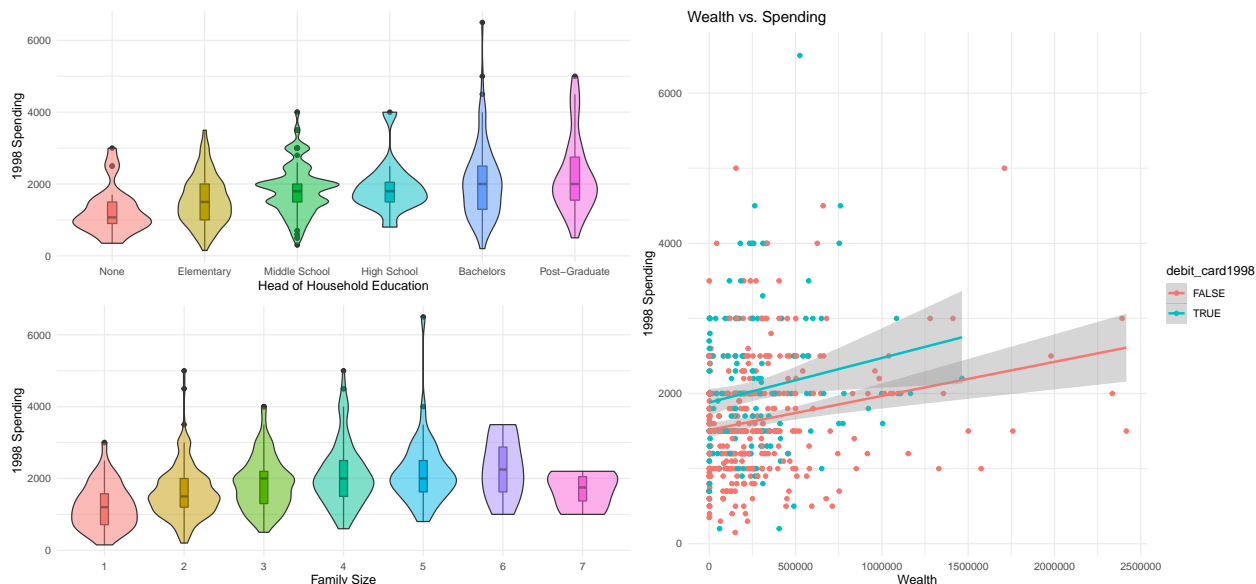 6000
4000
2000
0
1998 Spending
None Elementary Middle School High School Bachelors Post−Graduate
Head of Household Education
6000
4000
2000
0
1998 Spending
1 2 3 4 5 6 7
Family Size
Wealth vs. Spending
6000
4000
2000
0
1998 Spending
0 500000 1000000 1500000 2000000 2500000
Wealth
debit_card1998
FALSE
TRUE